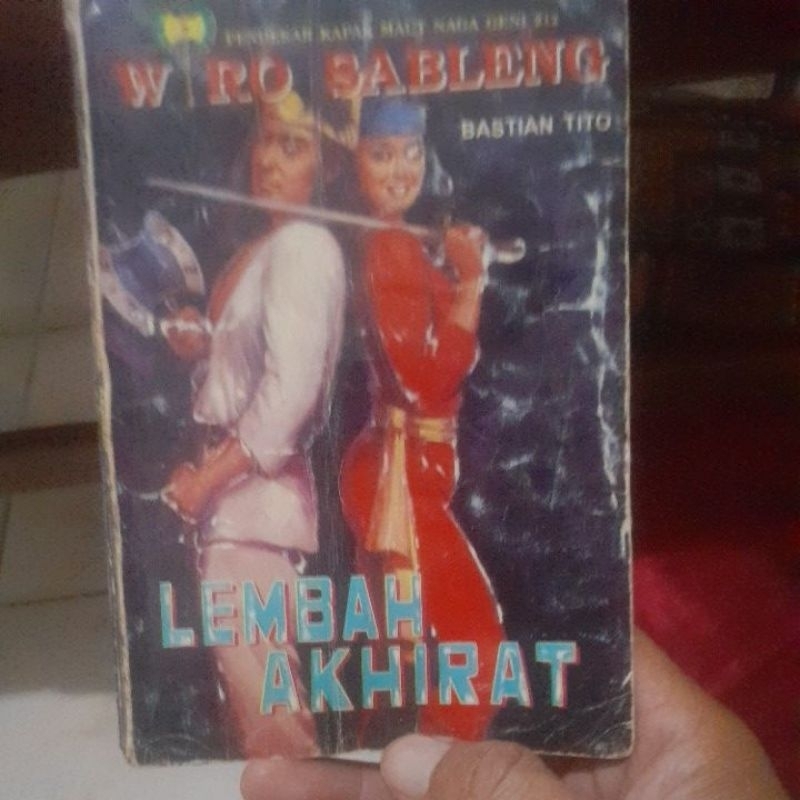 PENDEKAR KAPAK MAUT NAGA GENI 212
WIRO SABLENG
BASTIAN TITO
LEMBAH
AKHIRAT